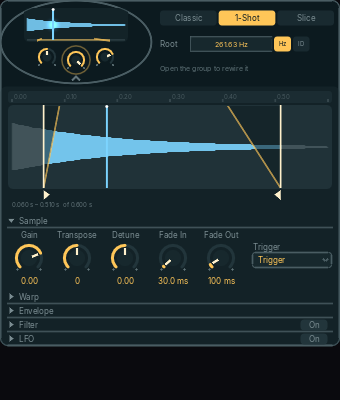 Classic 1-Shot Slice
Root 261.63 Hz Hz ID
Open the group to rewire it
0.00 0.10 0.20 0.30 0.40 0.50
0.060 s – 0.510 s of 0.600 s
Sample
Gain Transpose Detune Fade In Fade Out
Trigger
Trigger
0.00 0 0.00 30.0 ms 100 ms
Warp
Envelope
Filter On
LFO On